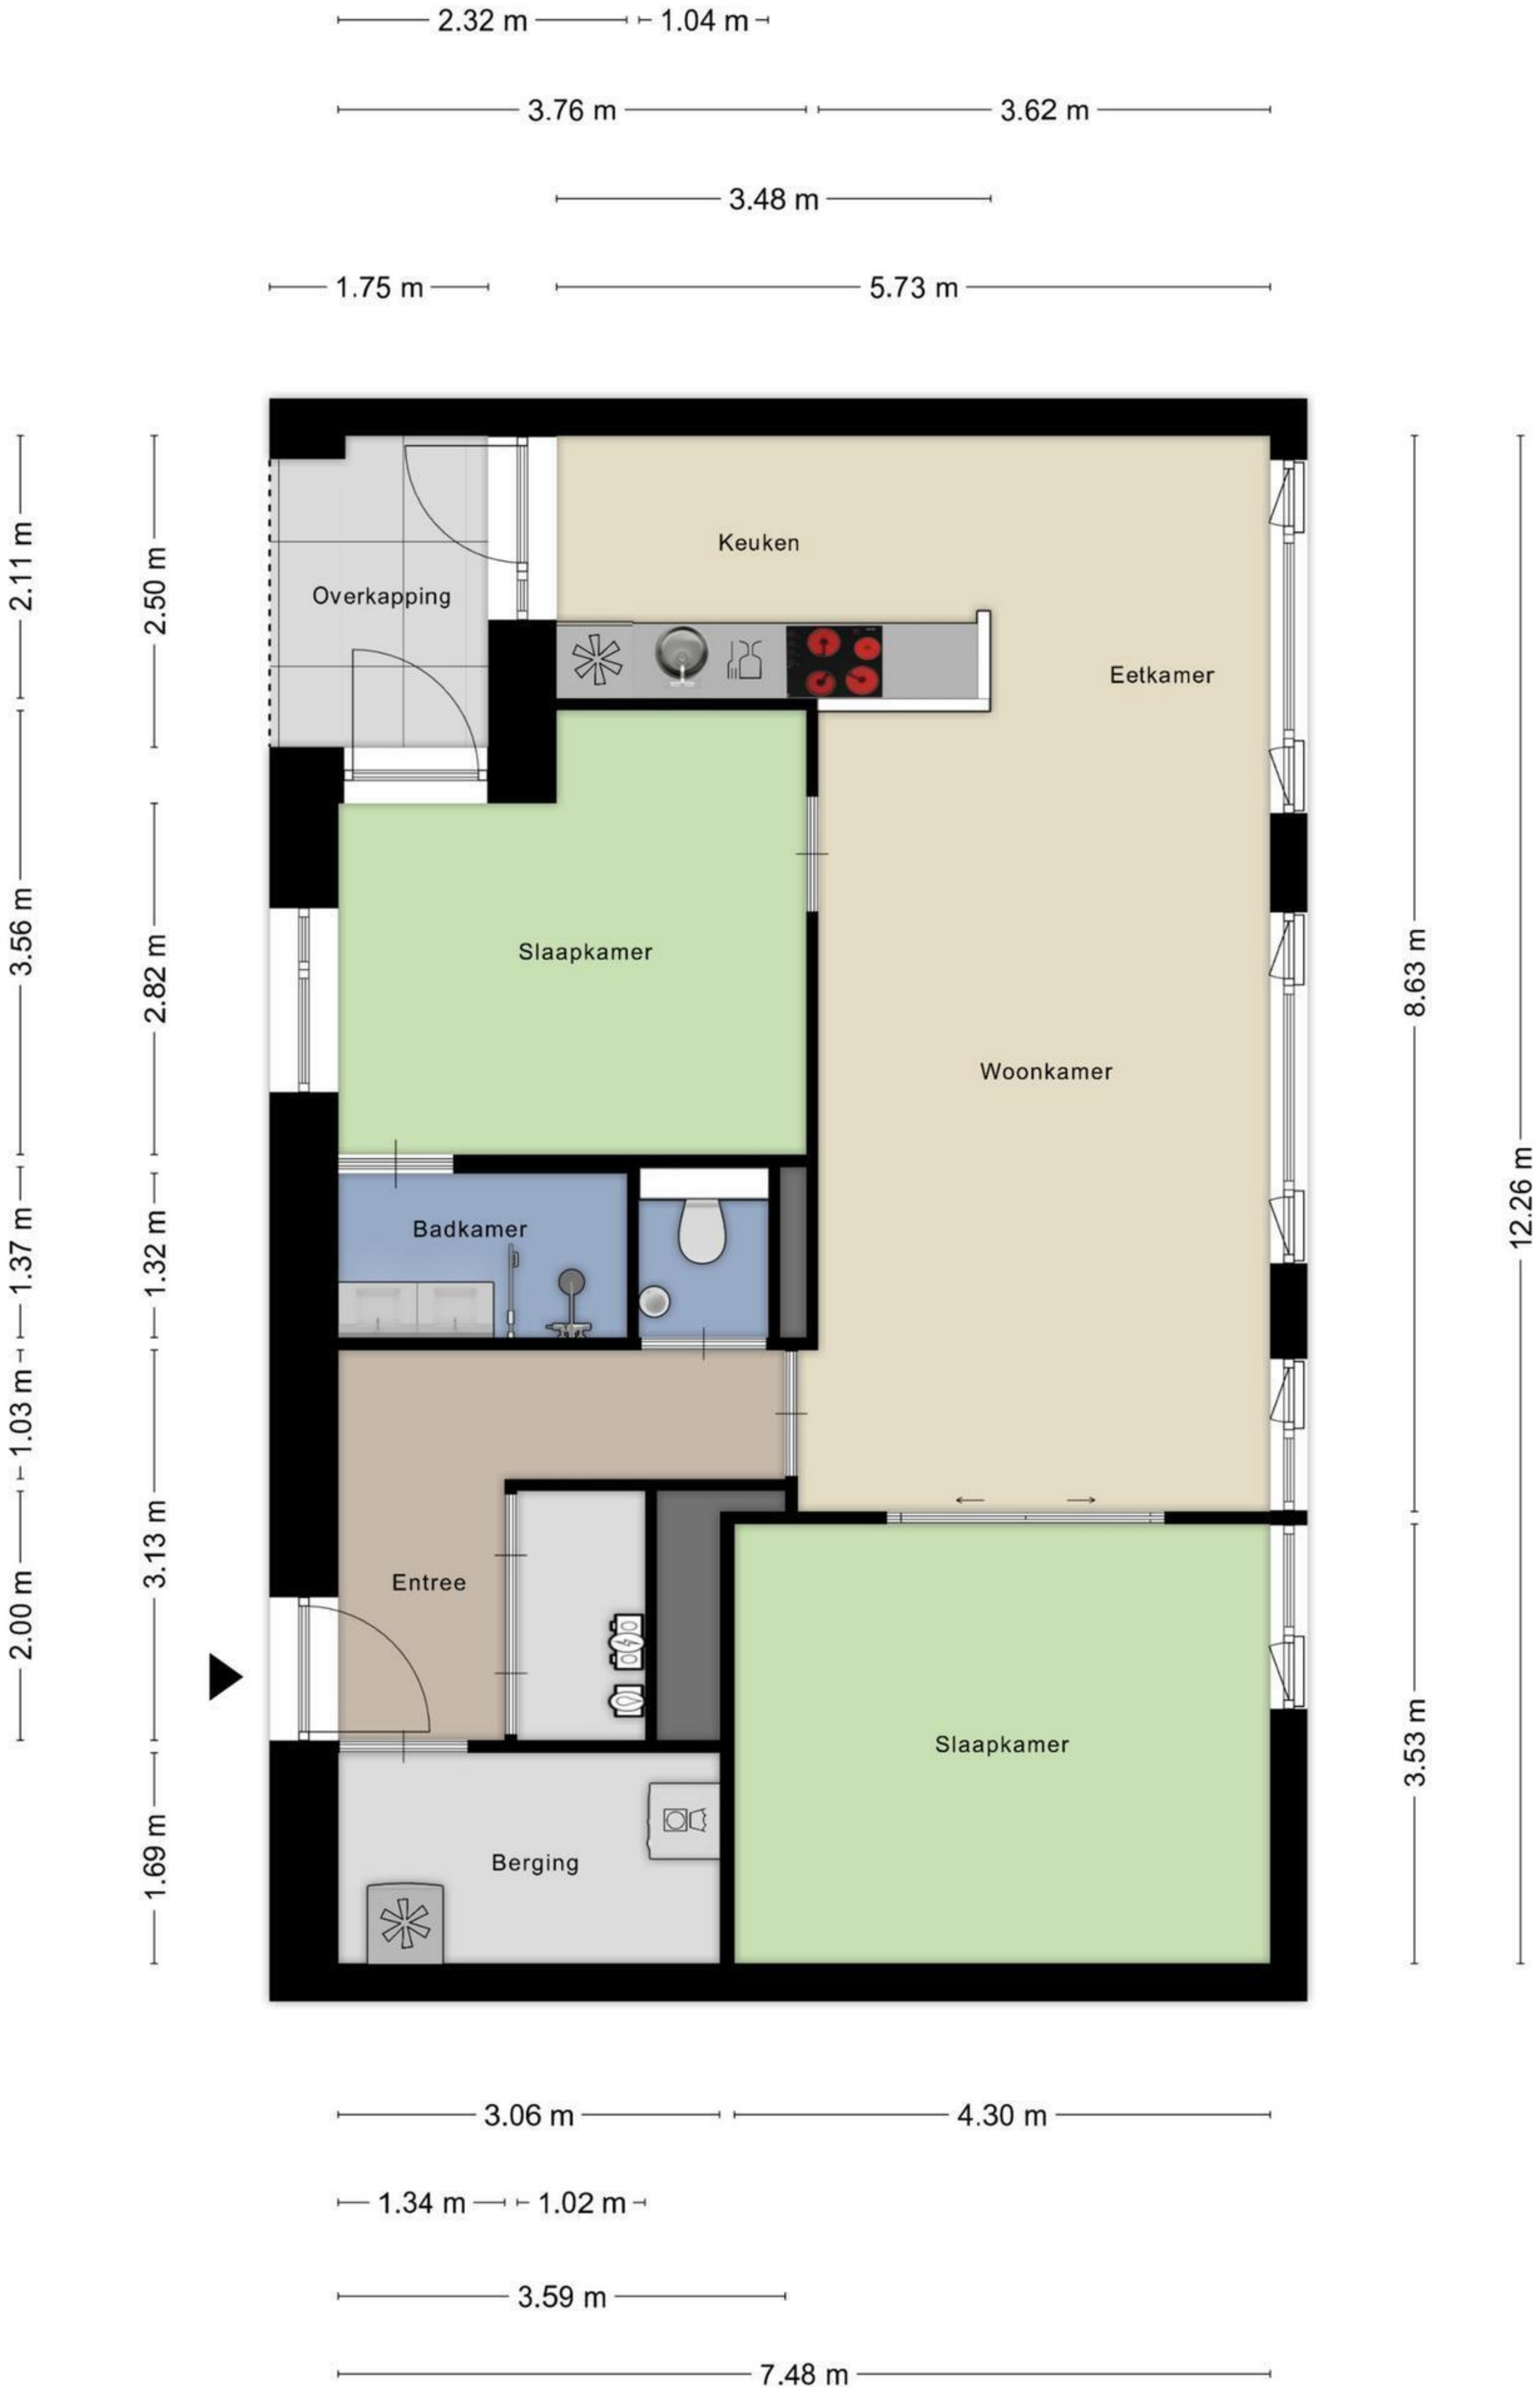 2.32 m 1.04 m
3.76 m 3.62 m
3.48 m
1.75 m 5.73 m
2.11 m
2.50 m
3.56 m
2.82 m
1.37 m
1.32 m
1.03 m
3.13 m
2.00 m
1.69 m
Keuken
Overkapping
Eetkamer
Slaapkamer
Woonkamer
Badkamer
Entree
Slaapkamer
Berging
8.63 m
12.26 m
3.53 m
3.06 m 4.30 m
1.34 m 1.02 m
3.59 m
7.48 m